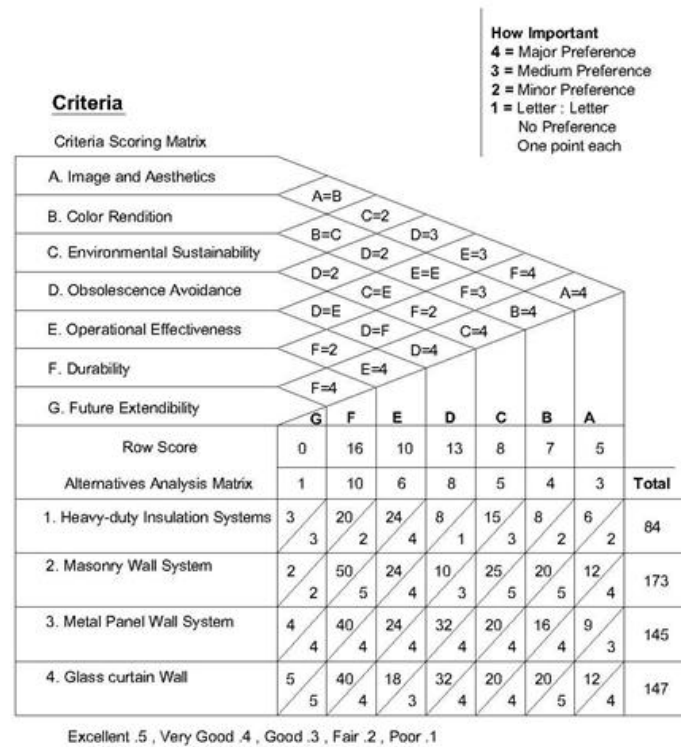 How Important
4 = Major Preference
3 = Medium Preference
2 = Minor Preference
1 = Letter : Letter
No Preference
One point each
Criteria
Criteria Scoring Matrix
A. Image and Aesthetics
A=B
B. Color Rendition C=2
B=C D=3
C. Environmental Sustainability D=2 E=3
D=2 E=E F=4
D. Obsolescence Avoidance C=E F=3 A=4
D=E F=2 B=4
E. Operational Effectiveness D=F C=4
F=2 D=4
F. Durability E=4
F=4
G. Future Extendibility G F E D C B A
Row Score 0 16 10 13 8 7 5
Alternatives Analysis Matrix 1 10 6 8 5 4 3 Total
1. Heavy-duty Insulation Systems 3 20 24 8 15 8 6
3 2 4 1 3 2 2 84
2. Masonry Wall System 2 50 24 10 25 20 12
2 5 4 3 5 5 4 173
3. Metal Panel Wall System 4 40 24 32 20 16 9
4 4 4 4 4 4 3 145
4. Glass curtain Wall 5 40 18 32 20 20 12
5 4 3 4 4 5 4 147
Excellent .5 , Very Good .4 , Good .3 , Fair .2 , Poor .1